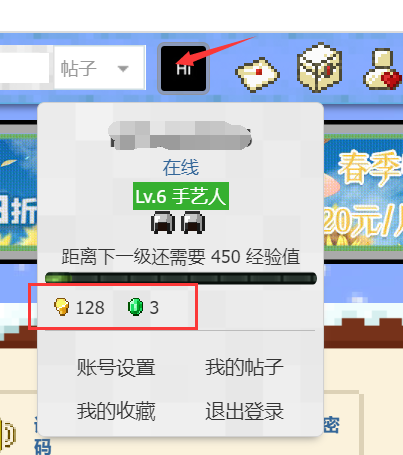 帖子
Hi
在线
Lv.6 手艺人
春季
折
20元/月
距离下一级还需要 450 经验值
128 3
账号设置 我的帖子
我的收藏 退出登录
密
码